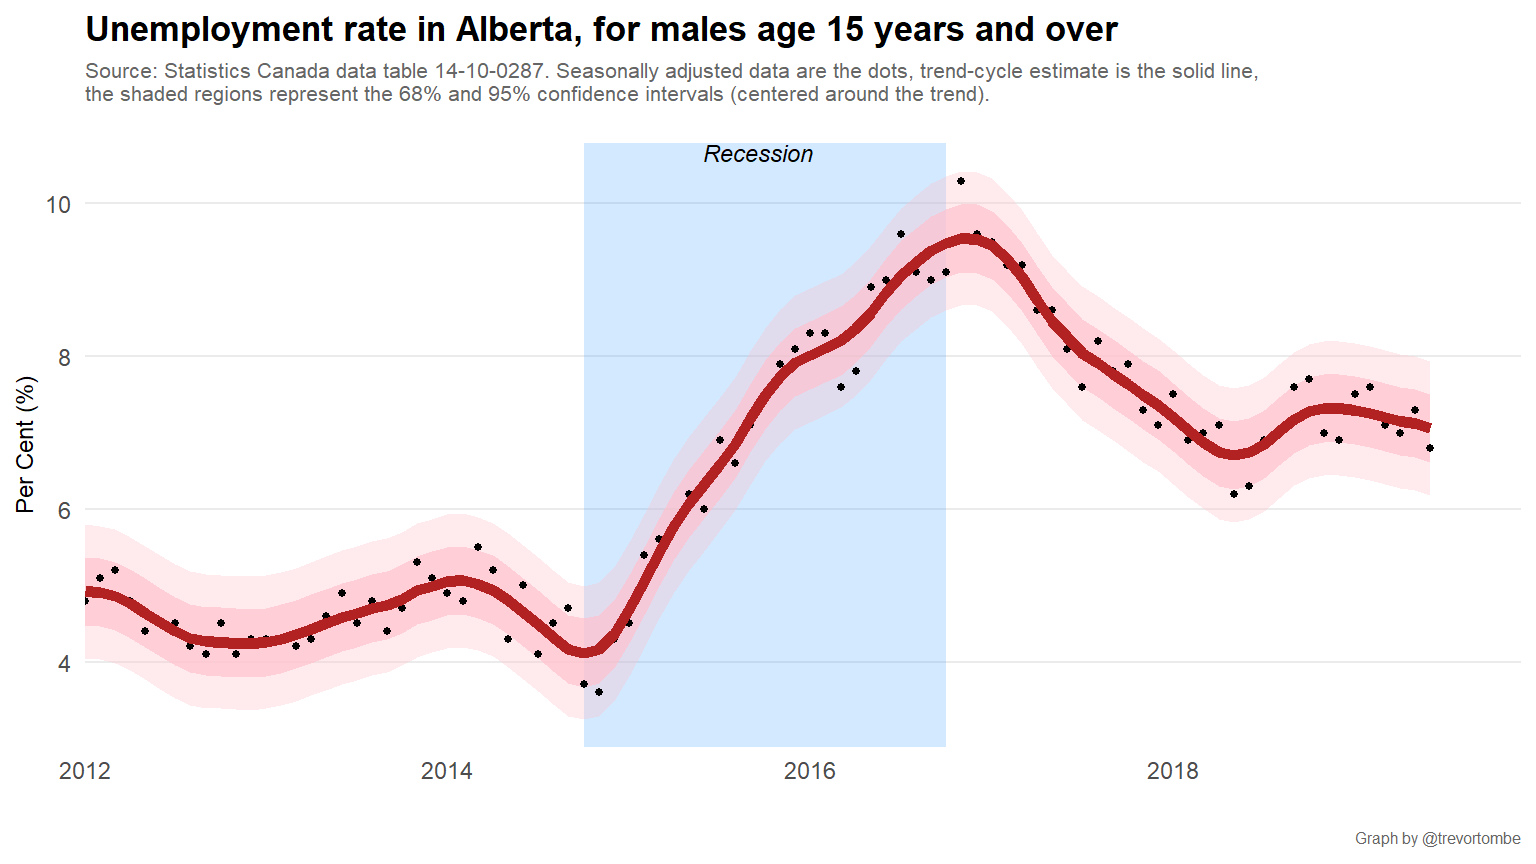 Unemployment rate in Alberta, for males age 15 years and over
Source: Statistics Canada data table 14-10-0287. Seasonally adjusted data are the dots, trend-cycle estimate is the solid line,
the shaded regions represent the 68% and 95% confidence intervals (centered around the trend).
Recession
10
8
6
4
Per Cent (%)
2012 2014 2016 2018
Graph by @trevortombe